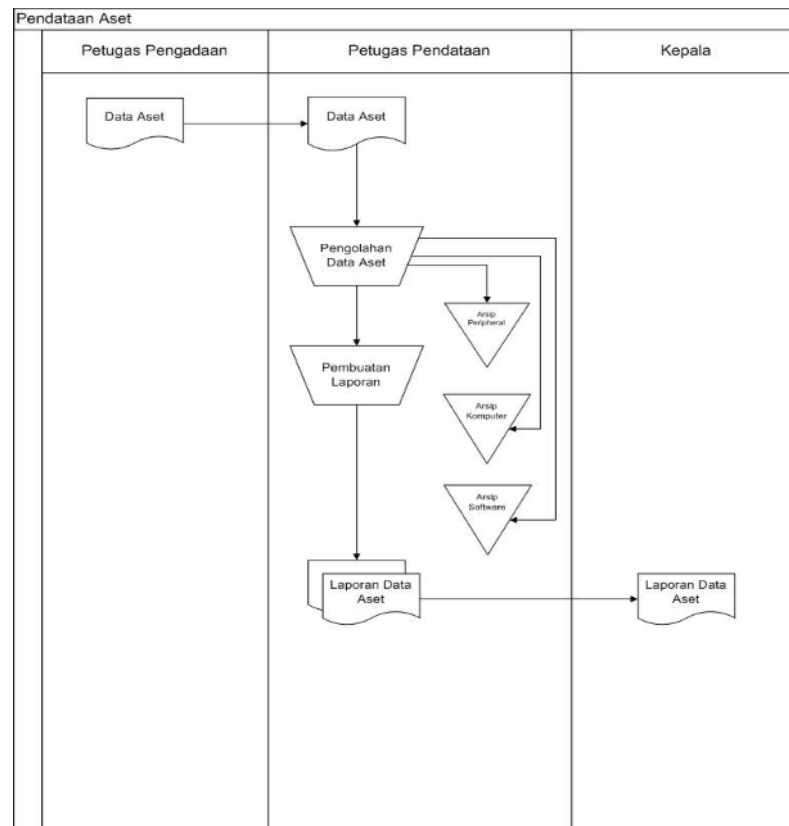 Pendataan Aset
Petugas Pengadaan
Petugas Pendataan
Kepala
Data Aset
Data Aset
Pengolahan
Data Aset
Arsip
Peripheral
Pembuatan
Laporan
Arsip
Komputer
Arsip
Software
Laporan Data
Aset
Laporan Data
Aset